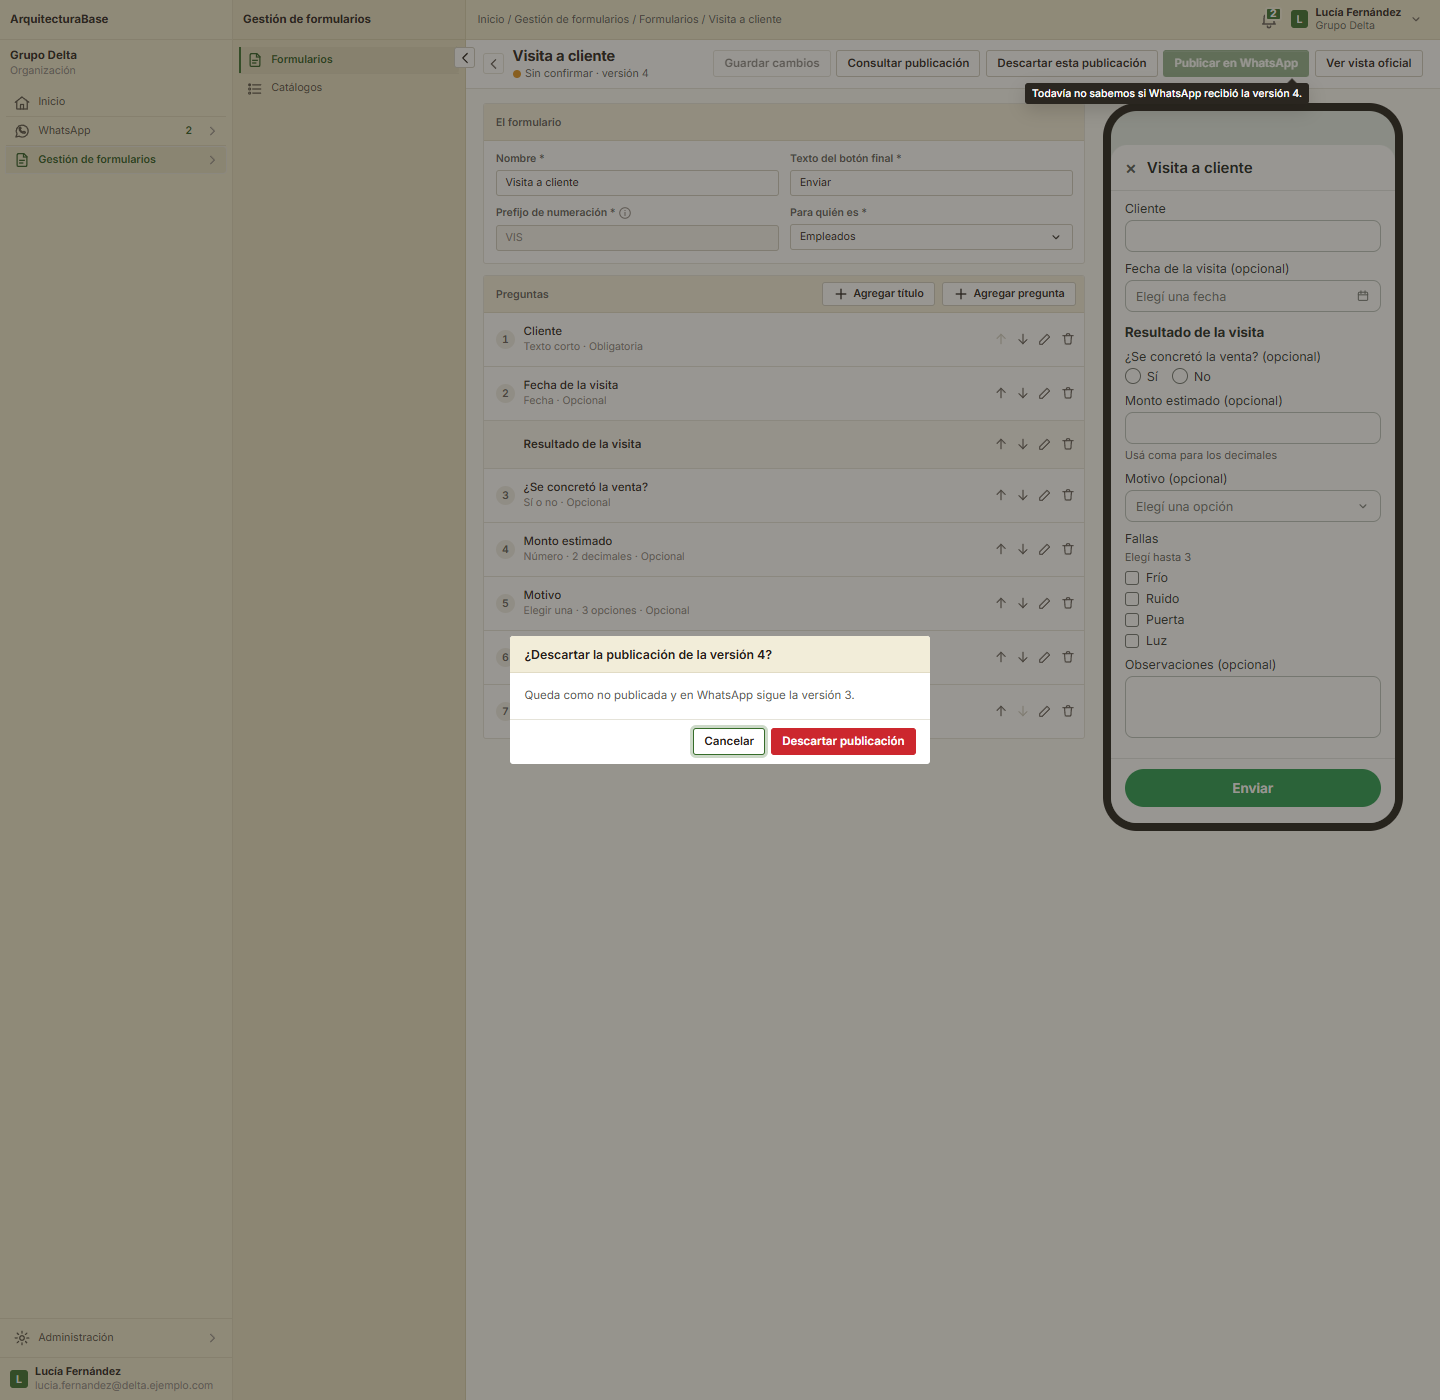 ArquitecturaBase
Grupo Delta
Organización
Inicio
WhatsApp 2
Gestión de formularios
Administración
L Lucía Fernández
lucia.fernandez@delta.ejemplo.com
Gestión de formularios
Formularios
Catálogos
Inicio / Gestión de formularios / Formularios / Visita a cliente
2
L Lucía Fernández
Grupo Delta
Visita a cliente
Sin confirmar · versión 4
Guardar cambios
Consultar publicación
Descartar esta publicación
Publicar en WhatsApp
Ver vista oficial
Todavía no sabemos si WhatsApp recibió la versión 4.
El formulario
Nombre *
Visita a cliente
Texto del botón final *
Enviar
Prefijo de numeración *
VIS
Para quién es *
Empleados
Preguntas
Agregar título
Agregar pregunta
1 Cliente
Texto corto · Obligatoria
2 Fecha de la visita
Fecha · Opcional
Resultado de la visita
3 ¿Se concretó la venta?
Sí o no · Opcional
4 Monto estimado
Número · 2 decimales · Opcional
5 Motivo
Elegir una · 3 opciones · Opcional
6
7
¿Descartar la publicación de la versión 4?
Queda como no publicada y en WhatsApp sigue la versión 3.
Cancelar
Descartar publicación
Visita a cliente
Cliente
Fecha de la visita (opcional)
Elegí una fecha
Resultado de la visita
¿Se concretó la venta? (opcional)
Sí No
Monto estimado (opcional)
Usá coma para los decimales
Motivo (opcional)
Elegí una opción
Fallas
Elegí hasta 3
Frío
Ruido
Puerta
Luz
Observaciones (opcional)
Enviar